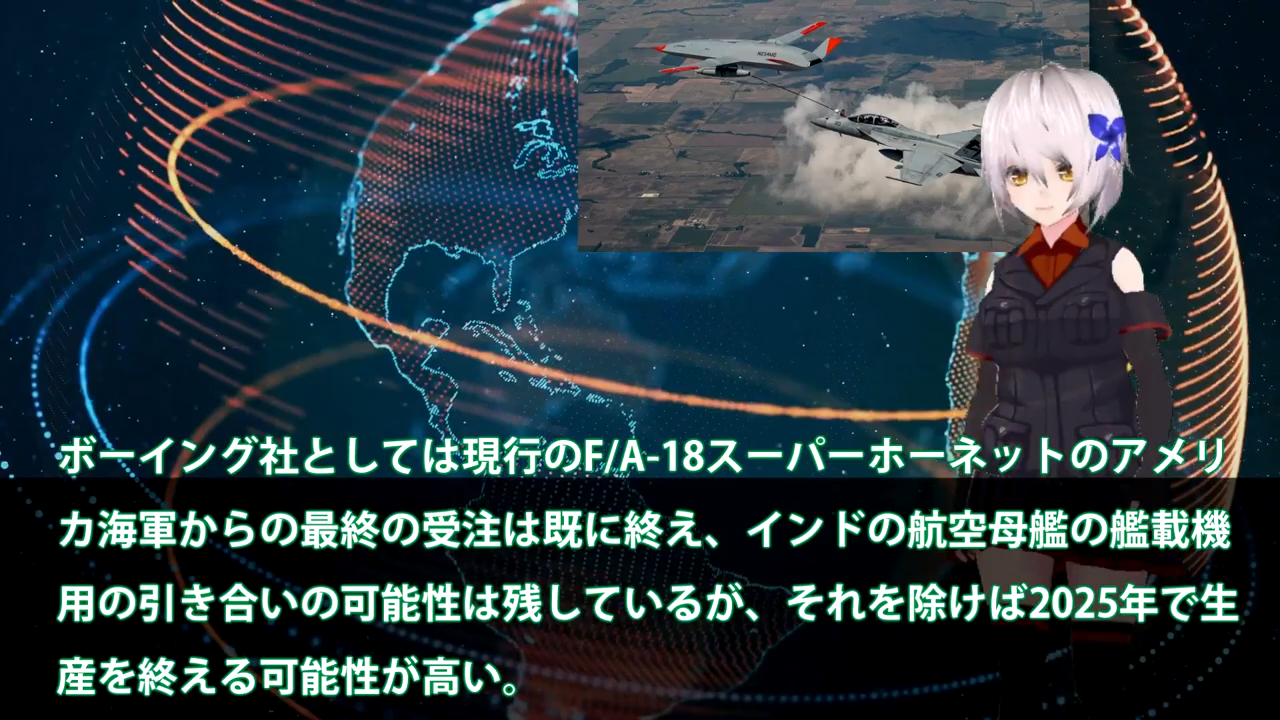 ボーイング社としては現行のF/A-18スーパーホーネットのアメリ
カ海軍からの最終の受注は既に終え、インドの航空母艦の艦載機
用の引き合いの可能性は残しているが、それを除けば2025年で生
産を終える可能性が高い。